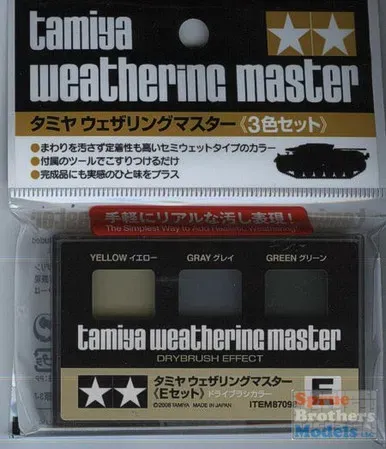 tamiya
weathering master
タミヤ ウェザリングマスター《3色セット》
●まわりを汚さず定着性も高いセミウェットタイプのカラー
●付属のツールでこすりつけるだけ
●完成品にも実感のひと味をプラス
手軽にリアルな汚し表現!
The Simplest Way to Add Realistic Weathering!
YELLOW イエロー GRAY グレイ GREEN グリーン
tamiya weathering master
DRYBRUSH EFFECT
タミヤ ウェザリングマスター
《Eセット》ドライブラシカラー
E
©2008 TAMIYA MADE IN JAPAN ITEM8709
Sprue
Brothers
Models